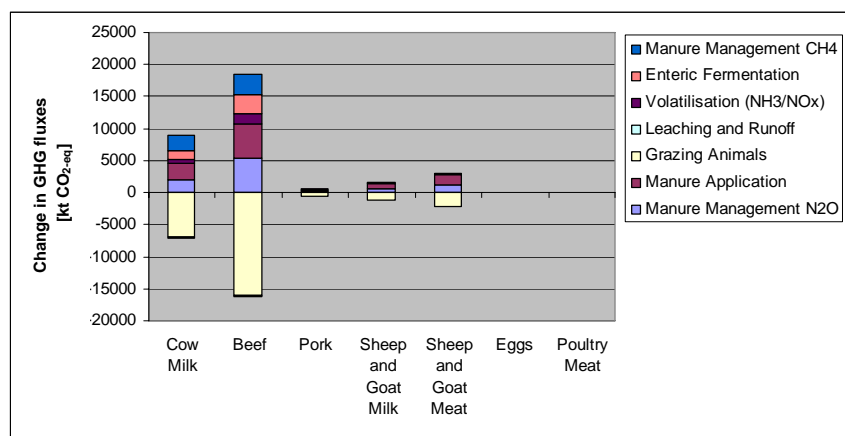 Change in GHG fluxes
[kt CO2-eq]
25000
20000
15000
10000
5000
0
-5000
-10000
-15000
-20000
Cow
Milk
Beef
Pork
Sheep
and
Goat
Milk
Sheep
and
Goat
Meat
Eggs
Poultry
Meat
Manure Management CH4
Enteric Fermentation
Volatilisation (NH3/NOx)
Leaching and Runoff
Grazing Animals
Manure Application
Manure Management N2O